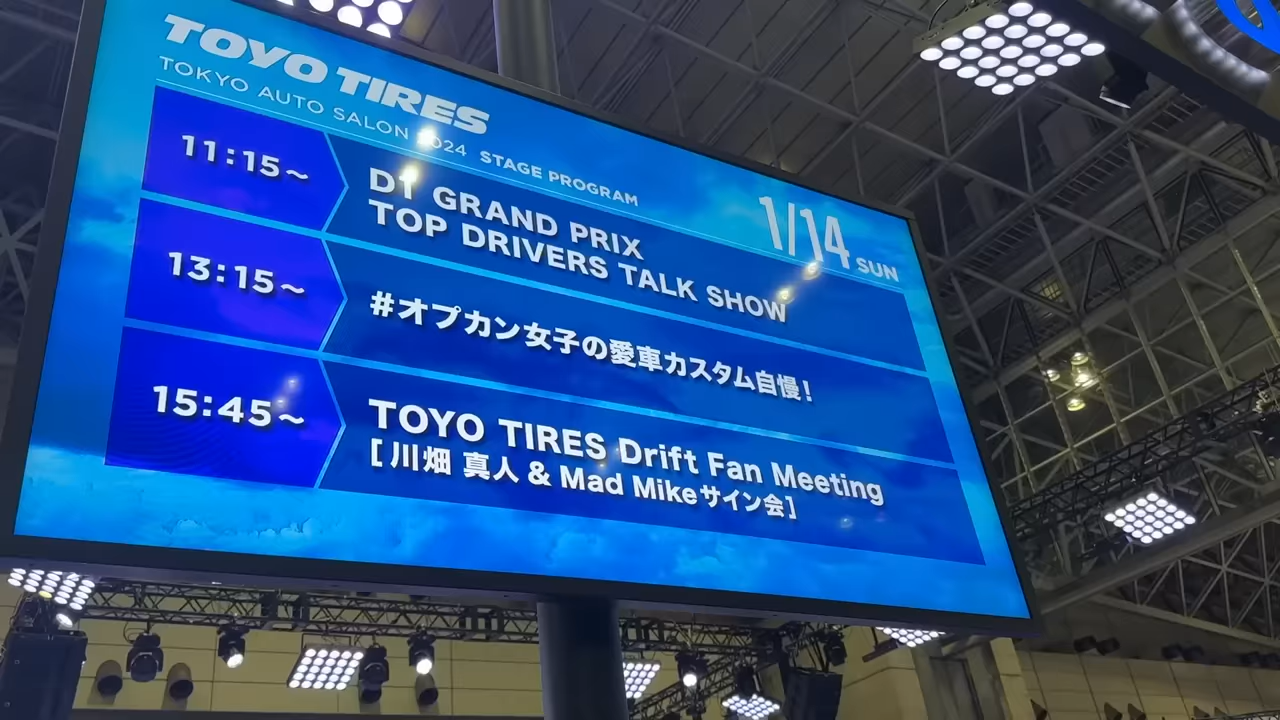 TOYO TIRES
TOKYO AUTO SALON 2024 STAGE PROGRAM
1/14 SUN
11:15~
D1 GRAND PRIX
TOP DRIVERS TALK SHOW
13:15~
#オプカン女子の愛車カスタム自慢!
15:45~
TOYO TIRES Drift Fan Meeting
[川畑 真人 & Mad Mikeサイン会]